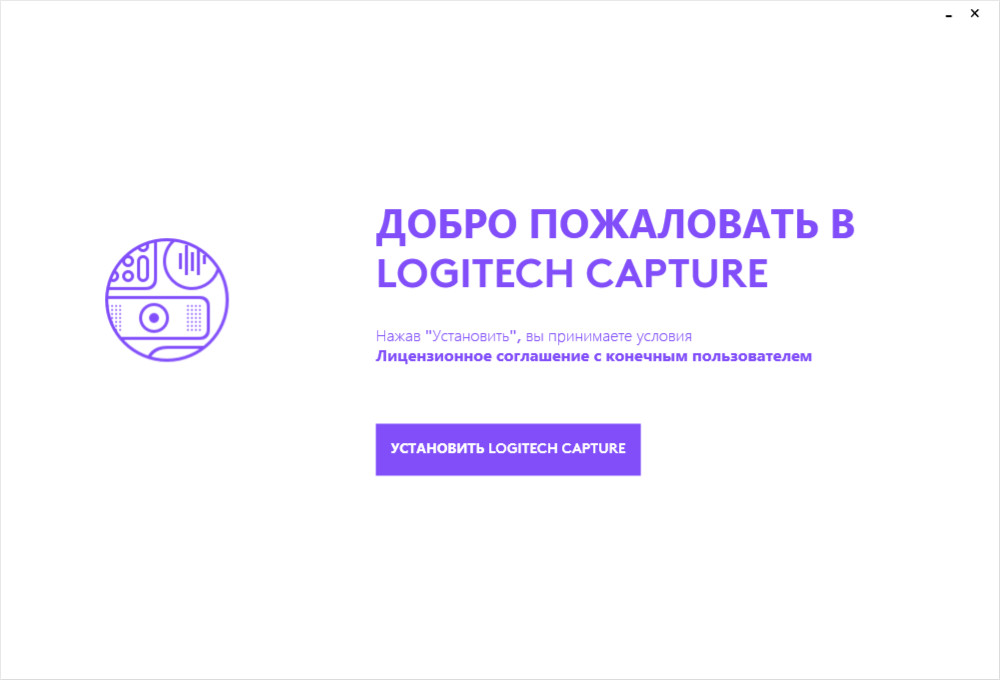 ДОБРО ПОЖАЛОВАТЬ В
LOGITECH CAPTURE
Нажав "Установить", вы принимаете условия
Лицензионное соглашение с конечным пользователем
УСТАНОВИТЬ LOGITECH CAPTURE